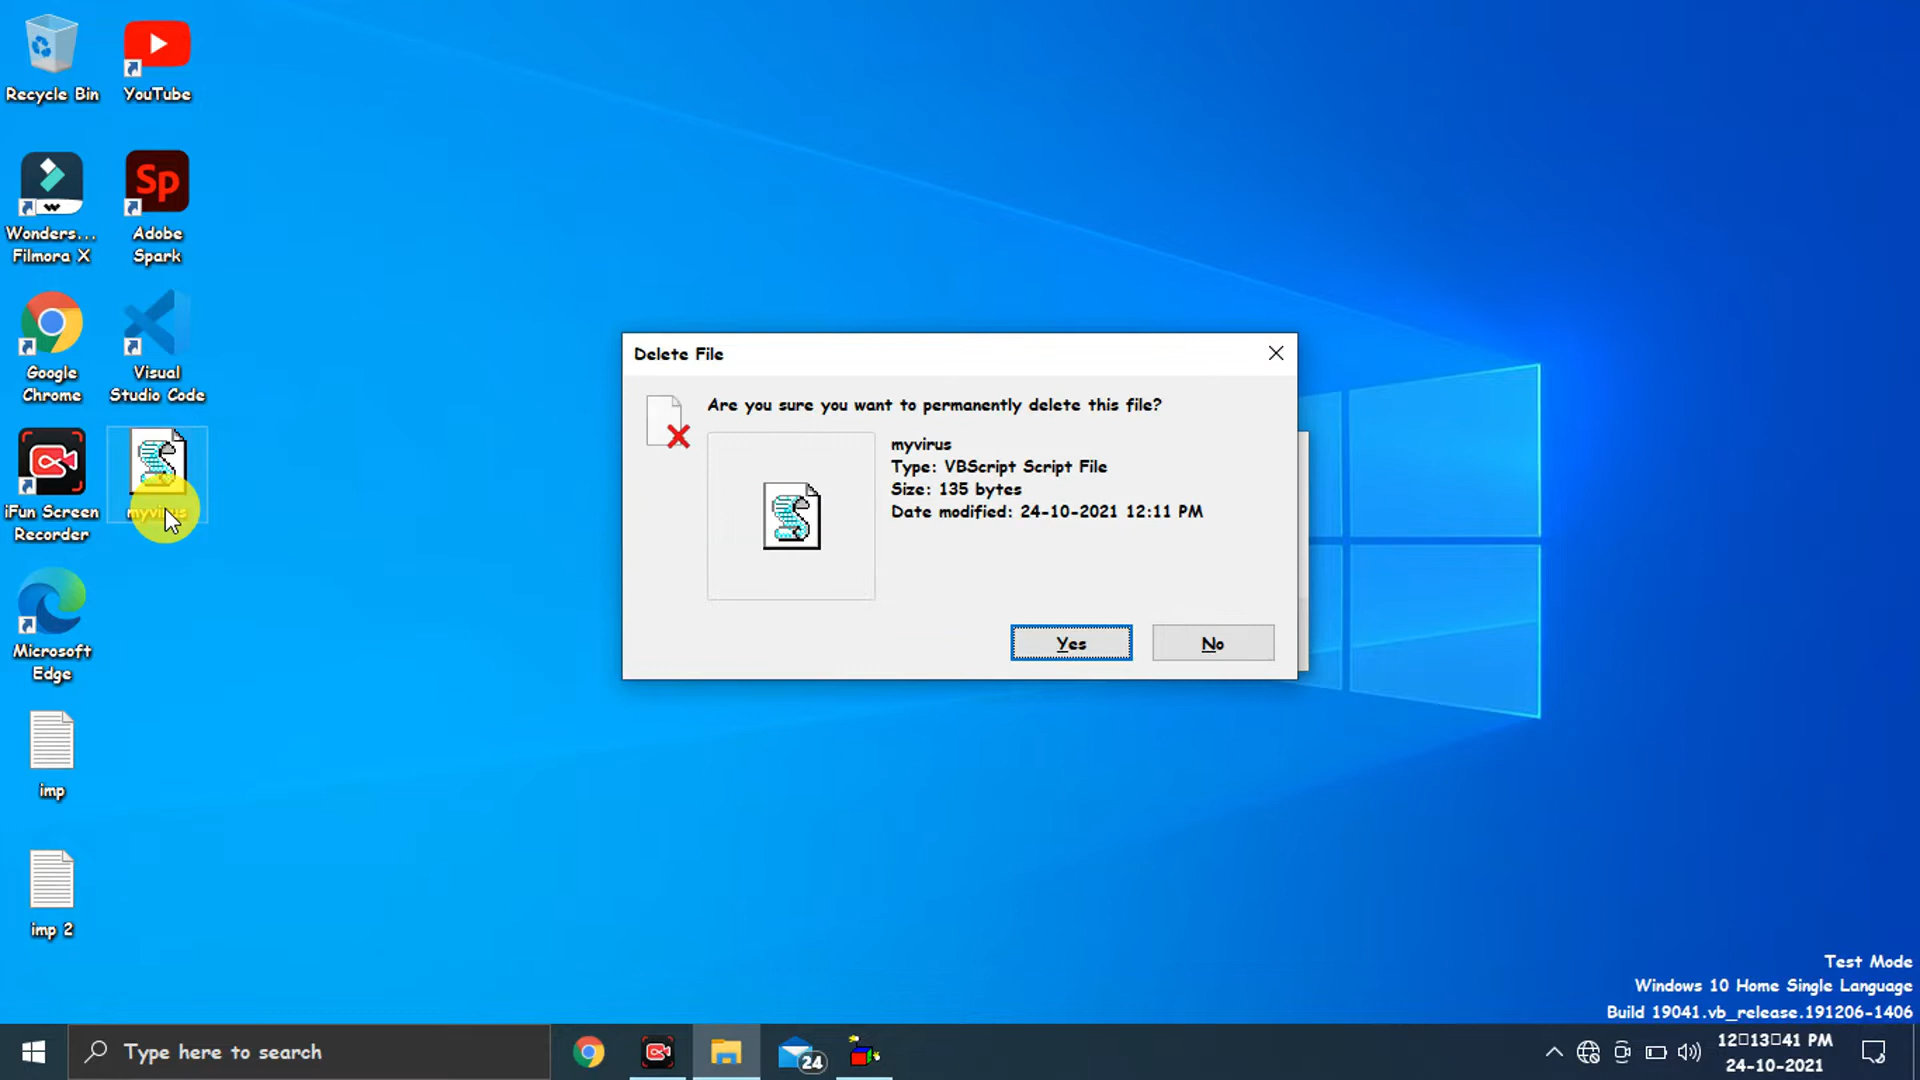 Recycle Bin
YouTube
Wonders...
Filmora X
Sp
Adobe
Spark
Google
Chrome
Visual
Studio Code
iFun Screen
Recorder
myvirus
Microsoft
Edge
imp
imp 2
Delete File
Are you sure you want to permanently delete this file?
myvirus
Type: VBScript Script File
Size: 135 bytes
Date modified: 24-10-2021 12:11 PM
Yes
No
Test Mode
Windows 10 Home Single Language
Build 19041.vb_release.191206-1406
Type here to search
24
12▯13▯41 PM
24-10-2021